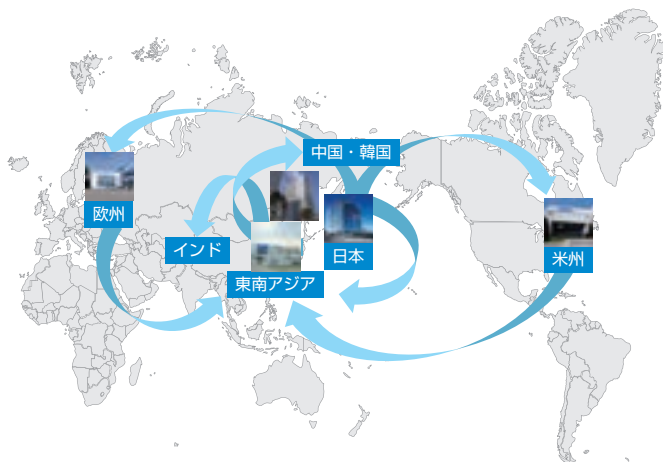 中国・韓国
欧州
インド
日本
米州
東南アジア